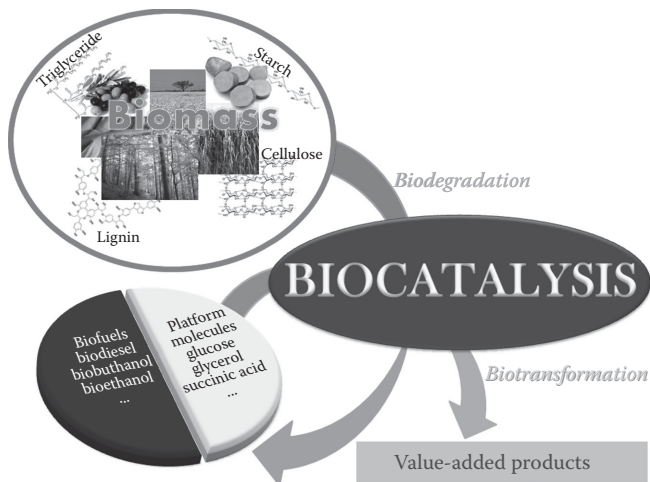 Triglyceride
Starch
Biomass
Cellulose
Lignin
Biodegradation
BIOCATALYSIS
Biofuels
biodiesel
biobuthanol
bioethanol
...
Platform
molecules
glucose
glycerol
succinic acid
...
Biotransformation
Value-added products